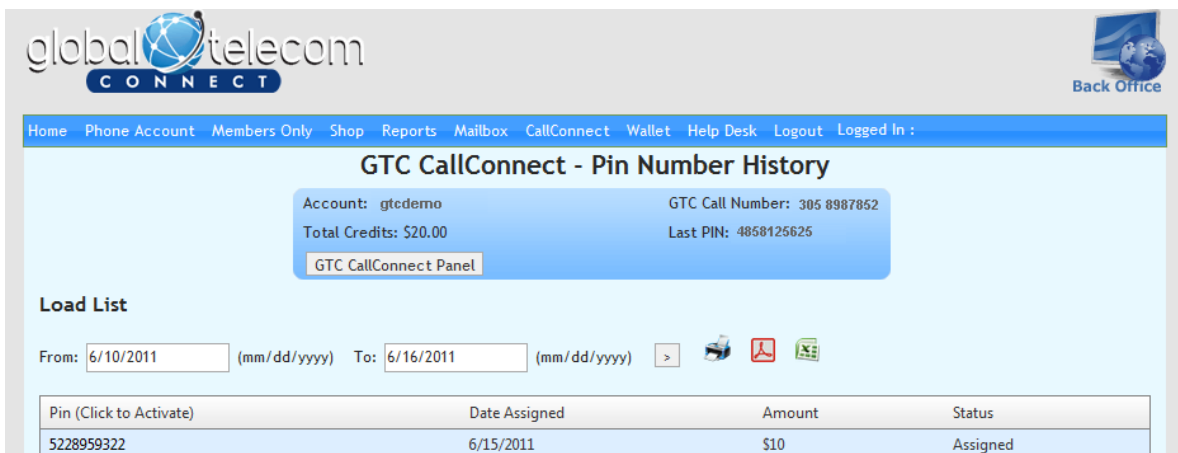 global telecom
CONNECT
Back Office
Home Phone Account Members Only Shop Reports Mailbox CallConnect Wallet Help Desk Logout Logged In :
GTC CallConnect - Pin Number History
Account: gtcdemo GTC Call Number: 305 8987852
Total Credits: $20.00 Last PIN: 4858125625
GTC CallConnect Panel
Load List
From: 6/10/2011 (mm/dd/yyyy) To: 6/16/2011 (mm/dd/yyyy) >
Pin (Click to Activate) Date Assigned Amount Status
5228959322 6/15/2011 $10 Assigned